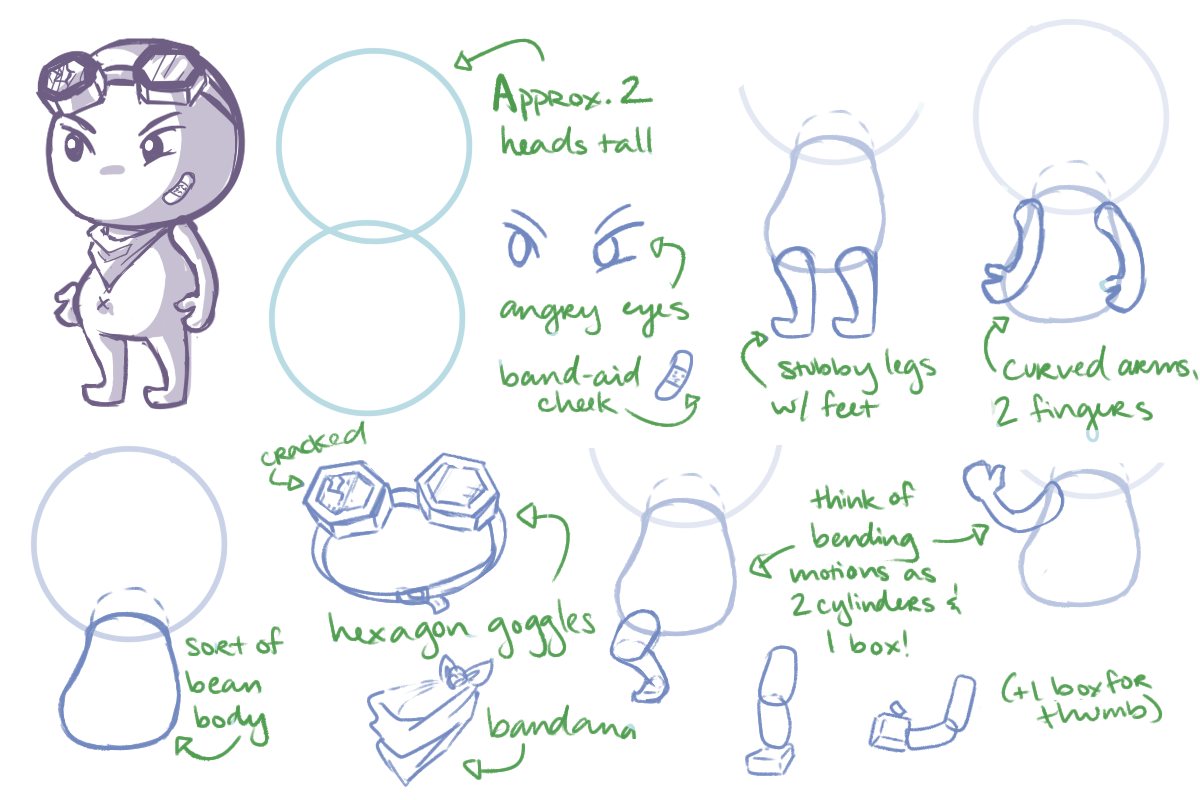 Approx. 2
heads tall
angry eyes
band-aid
cheek
stubby legs
w/ feet
curved arms,
2 fingers
sort of
bean
body
cracked
hexagon goggles
bandana
think of
bending
motions as
2 cylinders &
1 box!
(+1 box for
thumb)